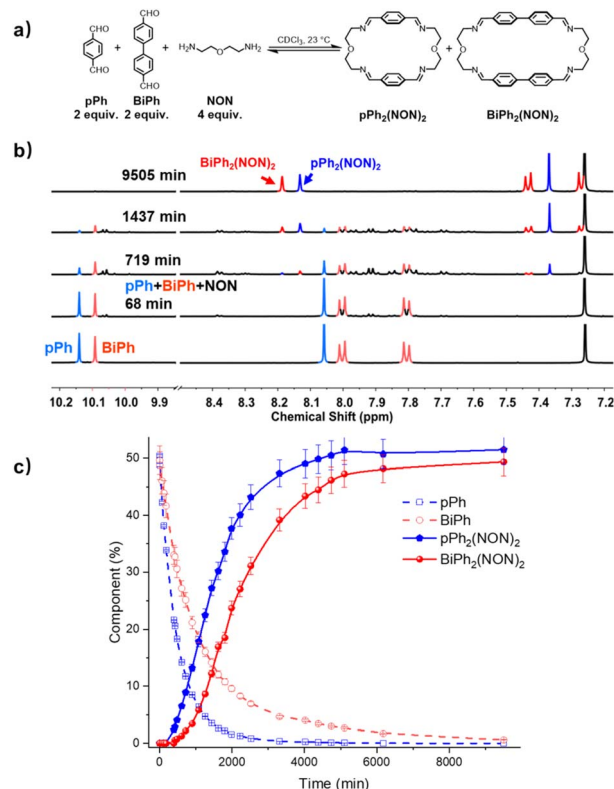 a)
CHO
CHO
CHO
CHO
+
+
H₂N
O
NH₂
CDCl₃, 23 °C
N
N
O
O
N
N
+
N
N
O
O
N
N
pPh
2 equiv.
BiPh
2 equiv.
NON
4 equiv.
pPh₂(NON)₂
BiPh₂(NON)₂
b)
BiPh₂(NON)₂
pPh₂(NON)₂
9505 min
1437 min
719 min
pPh+BiPh+NON
68 min
pPh
BiPh
10.2 10.1 10.0 9.9 8.4 8.3 8.2 8.1 8.0 7.9 7.8 7.7 7.6 7.5 7.4 7.3 7.2
Chemical Shift (ppm)
c)
Component (%)
50
40
30
20
10
0
pPh
BiPh
pPh₂(NON)₂
BiPh₂(NON)₂
0 2000 4000 6000 8000
Time (min)